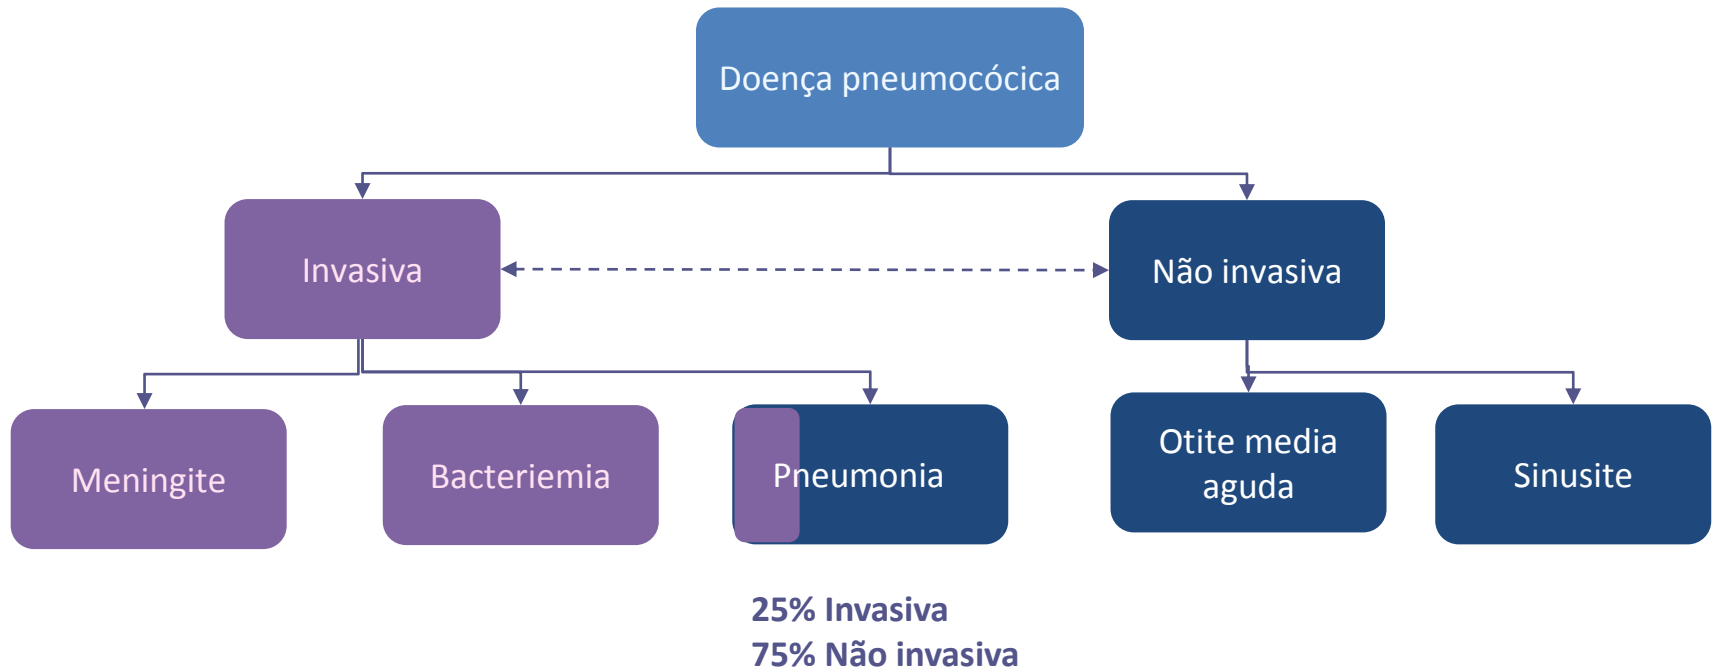 Doença pneumocócica
Invasiva
Não invasiva
Meningite
Bacteriemia
Pneumonia
Otite media
aguda
Sinusite
25% Invasiva
75% Não invasiva